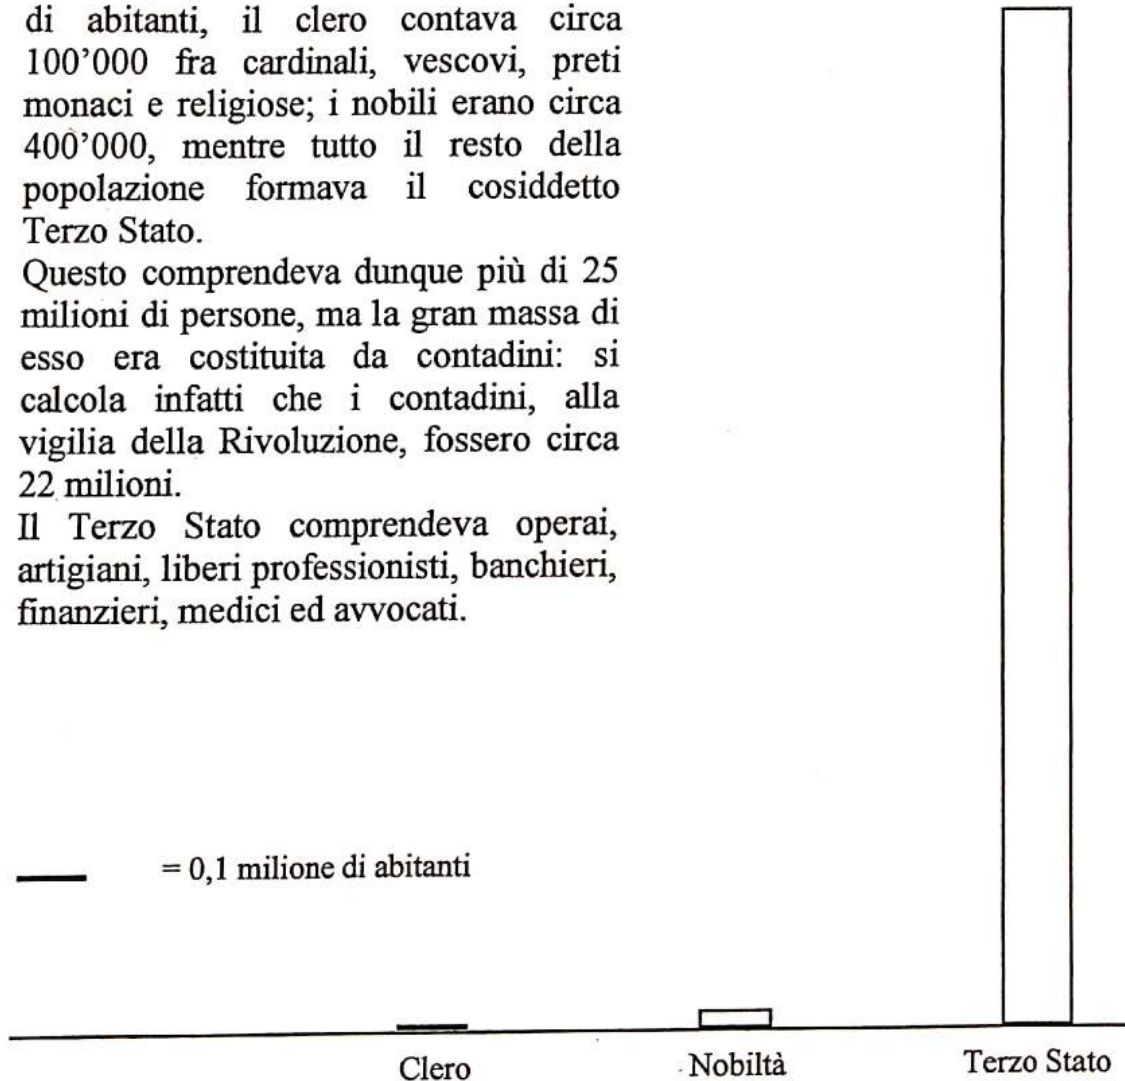 di abitanti, il clero contava circa
100’000 fra cardinali, vescovi, preti
monaci e religiose; i nobili erano circa
400’000, mentre tutto il resto della
popolazione formava il cosiddetto
Terzo Stato.
Questo comprendeva dunque più di 25
milioni di persone, ma la gran massa di
esso era costituita da contadini: si
calcola infatti che i contadini, alla
vigilia della Rivoluzione, fossero circa
22 milioni.
Il Terzo Stato comprendeva operai,
artigiani, liberi professionisti, banchieri,
finanzieri, medici ed avvocati.
= 0,1 milione di abitanti
Clero Nobiltà Terzo Stato